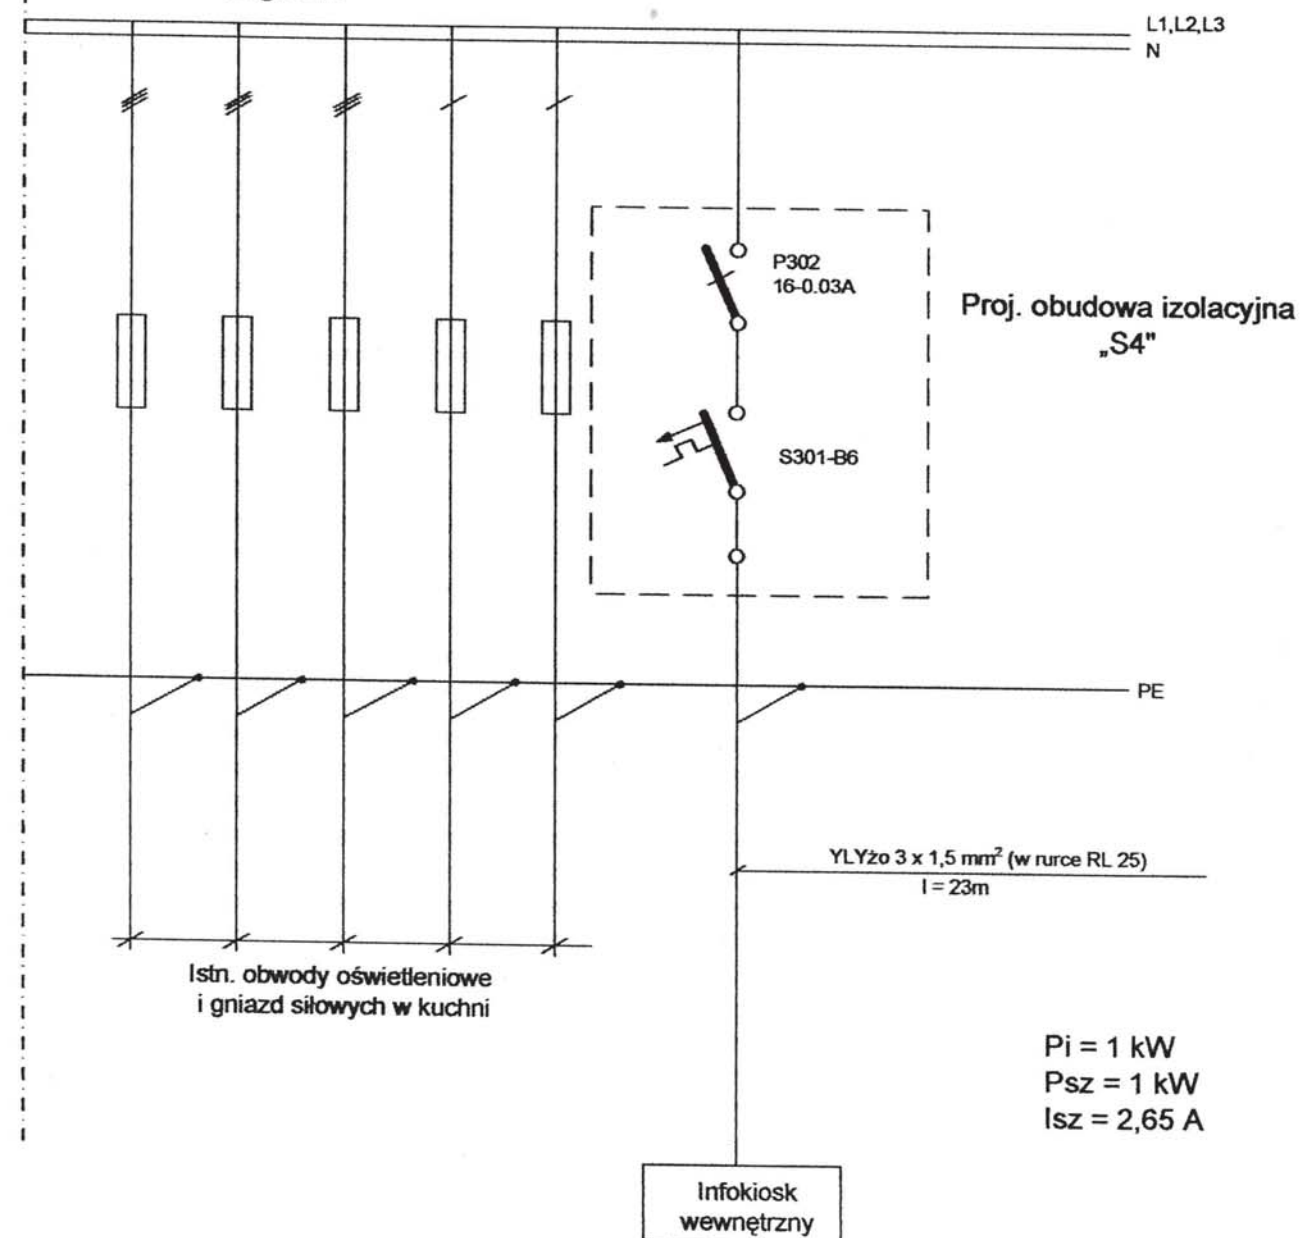 L1,L2,L3
N
P302
16-0.03A
Proj. obudowa izolacyjna
„S4"
S301-B6
PE
YLYżo 3 x 1,5 mm² (w rurce RL 25)
l = 23m
Istn. obwody oświetleniowe
i gniazd siłowych w kuchni
Pi = 1 kW
Psz = 1 kW
Isz = 2,65 A
Infokiosk
wewnętrzny